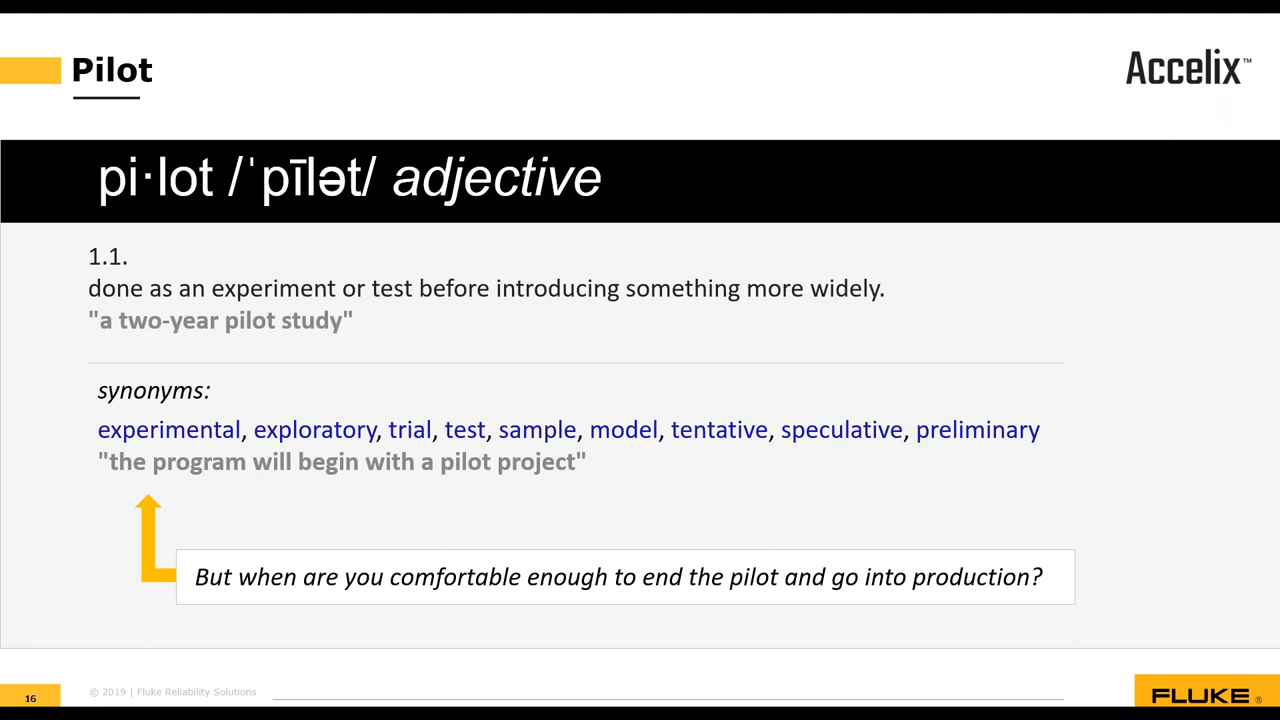 Pilot
Accelix™
pi·lot /ˈpīlət/ adjective
1.1.
done as an experiment or test before introducing something more widely.
"a two-year pilot study"
synonyms:
experimental, exploratory, trial, test, sample, model, tentative, speculative, preliminary
"the program will begin with a pilot project"
But when are you comfortable enough to end the pilot and go into production?
16
© 2019 | Fluke Reliability Solutions
FLUKE®